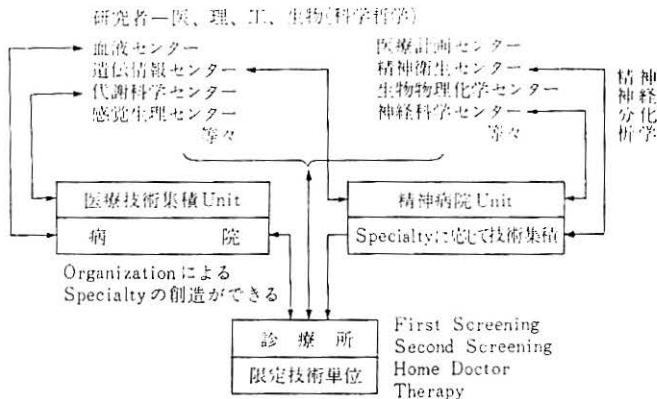 研究者—医、理、工、生物(科学哲学)
血液センター
遺伝情報センター
代謝科学センター
感覚生理センター
等々
医療計画センター
精神衛生センター
生物物理化学センター
神経科学センター
等々
精神
神経
分化
析学
医療技術集積Unit
病院
精神病院Unit
Specialtyに応じて技術集積
Organizationによる
Specialtyの創造ができる
診療所
限定技術単位
First Screening
Second Screening
Home Doctor
Therapy